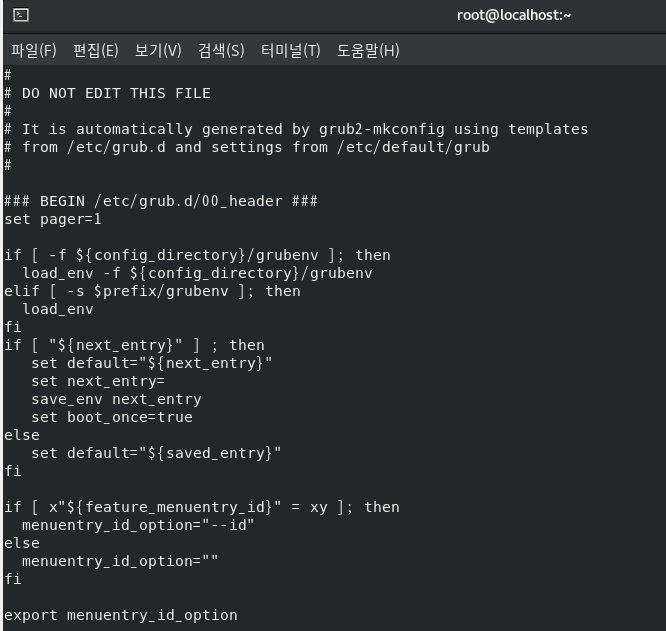 root@localhost:~
파일(F) 편집(E) 보기(V) 검색(S) 터미널(T) 도움말(H)
#
# DO NOT EDIT THIS FILE
#
# It is automatically generated by grub2-mkconfig using templates
# from /etc/grub.d and settings from /etc/default/grub
#

### BEGIN /etc/grub.d/00_header ###
set pager=1

if [ -f ${config_directory}/grubenv ]; then
  load_env -f ${config_directory}/grubenv
elif [ -s $prefix/grubenv ]; then
  load_env
fi
if [ "${next_entry}" ] ; then
   set default="${next_entry}"
   set next_entry=
   save_env next_entry
   set boot_once=true
else
   set default="${saved_entry}"
fi

if [ x"${feature_menuentry_id}" = xy ]; then
  menuentry_id_option="--id"
else
  menuentry_id_option=""
fi

export menuentry_id_option